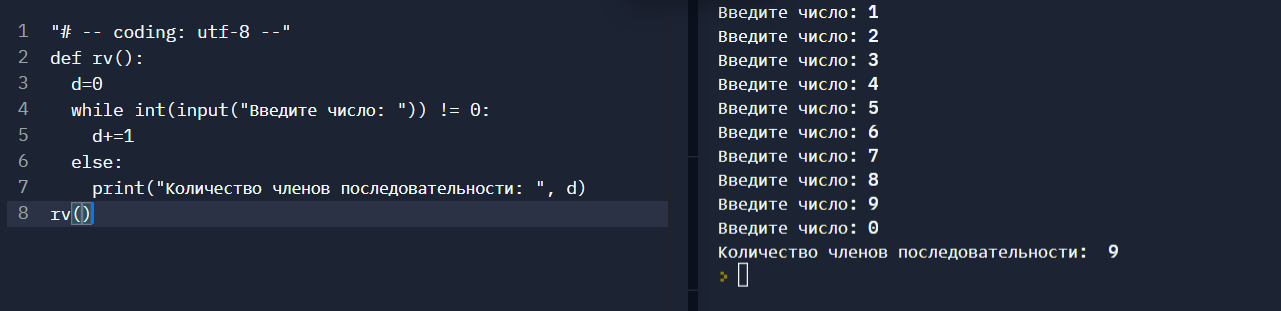 1 "# -- coding: utf-8 --"
2 def rv():
3   d=0
4   while int(input("Введите число: ")) != 0:
5     d+=1
6   else:
7     print("Количество членов последовательности: ", d)
8 rv()
Введите число: 1
Введите число: 2
Введите число: 3
Введите число: 4
Введите число: 5
Введите число: 6
Введите число: 7
Введите число: 8
Введите число: 9
Введите число: 0
Количество членов последовательности:  9
>